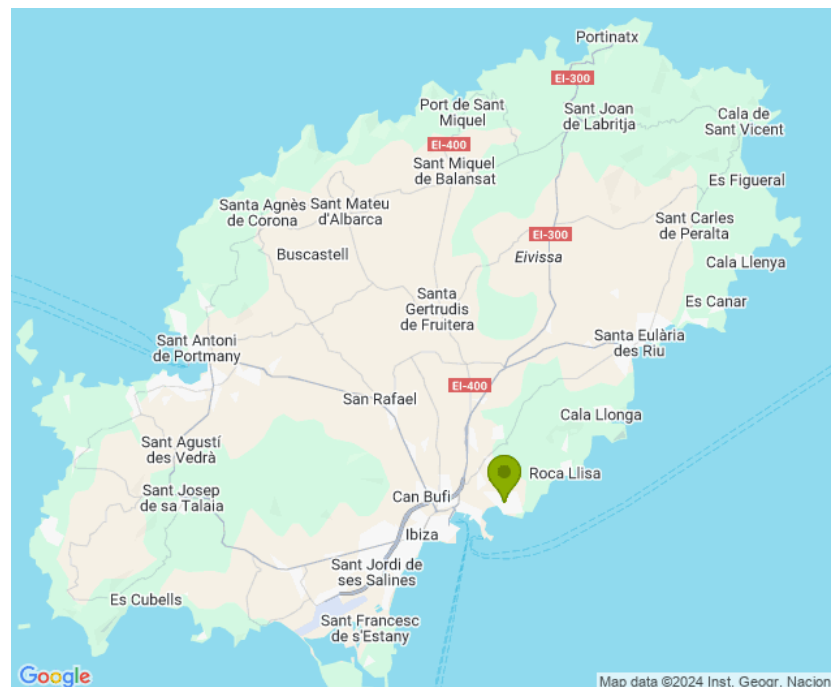 Portinatx
EI-300
Port de Sant
Miquel
Sant Joan
de Labritja
Cala de
Sant Vicent
EI-400
Sant Miquel
de Balansat
Es Figueral
Santa Agnès
de Corona
Sant Mateu
d'Albarca
Sant Carles
de Peralta
EI-300
Buscastell
Eivissa
Cala Llenya
Santa
Gertrudis
de Fruitera
Es Canar
Sant Antoni
de Portmany
Santa Eulària
des Riu
EI-400
San Rafael
Cala Llonga
Sant Agustí
des Vedrà
Roca Llisa
Sant Josep
de sa Talaia
Can Bufi
Ibiza
Sant Jordi de
ses Salines
Es Cubells
Sant Francesc
de s'Estany
Google
Map data ©2024 Inst. Geogr. Nacion